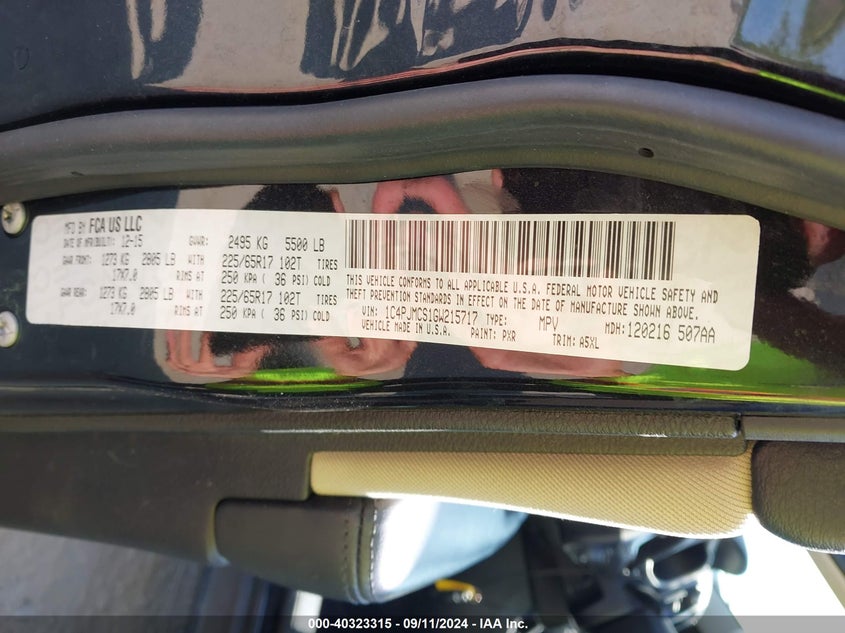 MFD BY FCA US LLC
DATE OF MFR(BUILT): 12-15 GVWR: 2495 KG 5500 LB
GAWR FRONT: 1273 KG 2805 LB WITH 225/65R17 102T TIRES
17X7.0 RIMS AT 250 KPA ( 36 PSI) COLD
GAWR REAR: 1273 KG 2805 LB WITH 225/65R17 102T TIRES
17X7.0 RIMS AT 250 KPA ( 36 PSI) COLD
THIS VEHICLE CONFORMS TO ALL APPLICABLE U.S.A. FEDERAL MOTOR VEHICLE SAFETY AND
THEFT PREVENTION STANDARDS IN EFFECT ON THE DATE OF MANUFACTURE SHOWN ABOVE.
VIN: 1C4PJMCS1GW215717 TYPE: MPV MDH: 120216 507AA
VEHICLE MADE IN U.S.A. PAINT: PXR TRIM: A5XL
000-40323315 - 09/11/2024 - IAA Inc.